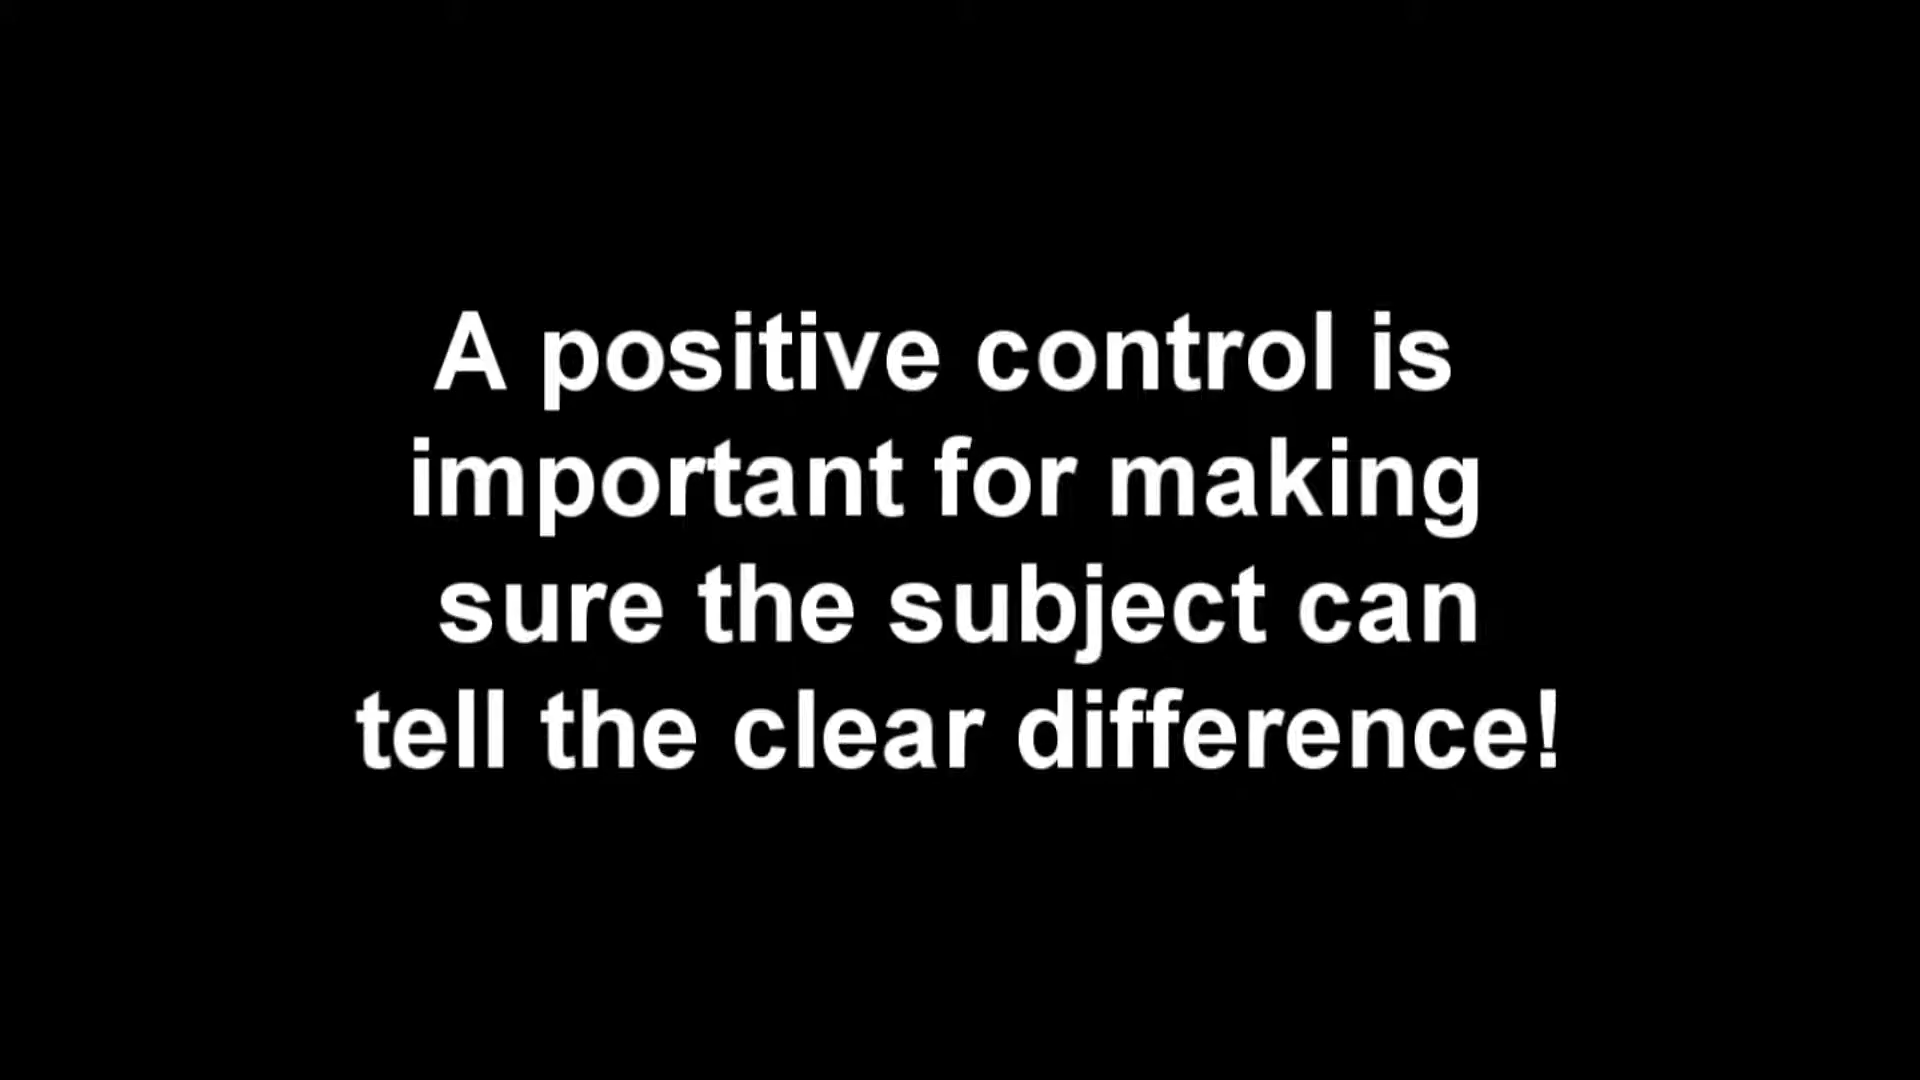 A positive control is
important for making
sure the subject can
tell the clear difference!